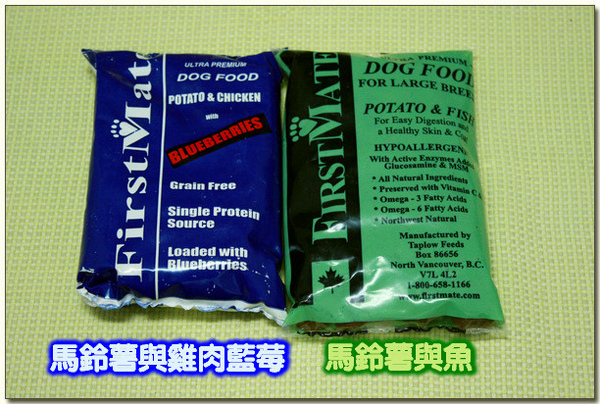 FirstMate
ULTRA PREMIUM
DOG FOOD
POTATO & CHICKEN
With
BLUEBERRIES
Grain Free
Single Protein
Source
Loaded with
Blueberries
FIRSTMATE
ULTRA PREMIUM
DOG FOOD
FOR LARGE BREE
POTATO & FISH
For Easy Digestion and
a Healthy Skin & C
HYPOALLERGEN
With Active Enzymes Added
Glucosamine & MSM
* All Natural Ingredients
* Preserved with Vitamin C &
* Omega - 3 Fatty Acids
* Omega - 6 Fatty Acids
* Northwest Natural
Manufactured by
Taplow Feeds
Box 86656
North Vancouver, B.C.
V7L 4L2
1-800-658-1166
www.firstmate.com
馬鈴薯與雞肉藍莓
馬鈴薯與魚